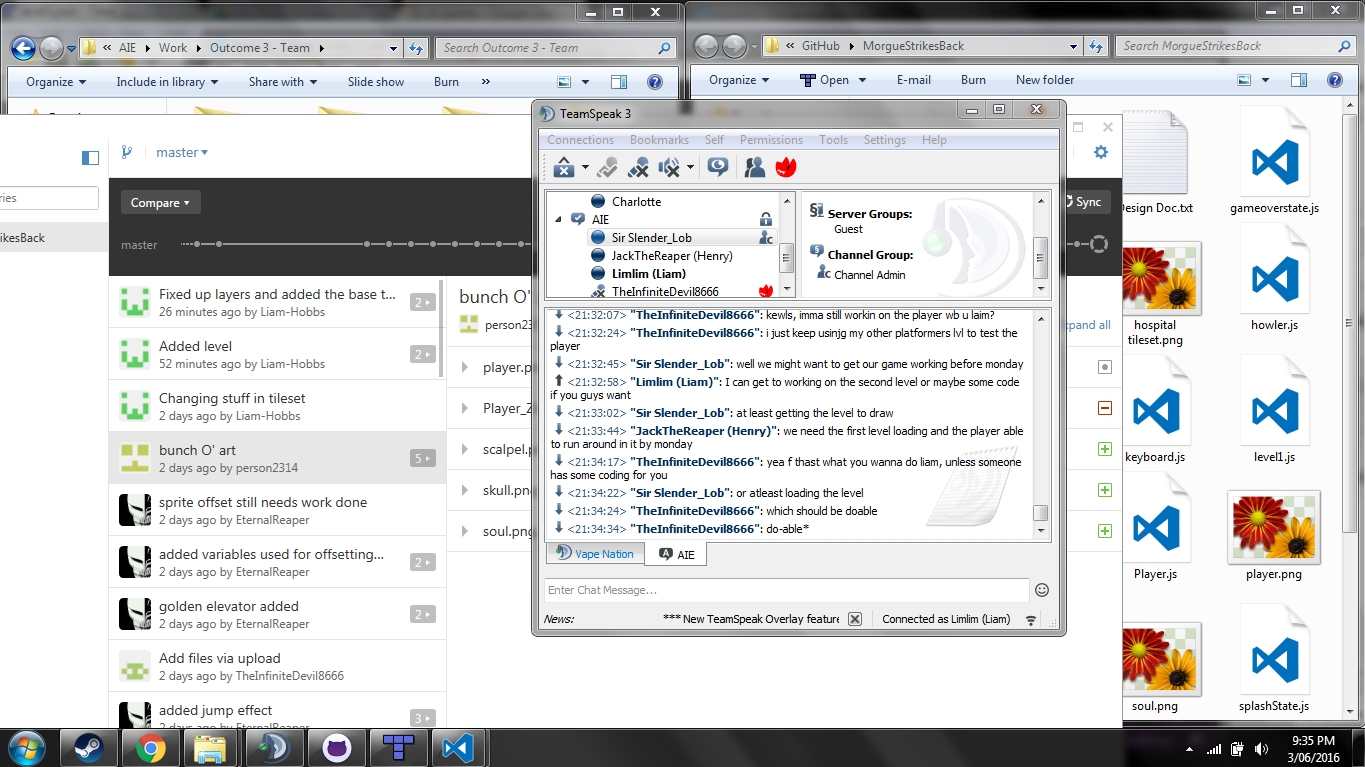 AIE Work Outcome 3 - Team
Search Outcome 3 - Team
Organize Include in library Share with Slide show Burn »
« GitHub MorgueStrikesBack
Search MorgueStrikesBack
Organize Open E-mail Burn New folder
master
ries
ikesBack
Compare
master
Sync
Fixed up layers and added the base t...
26 minutes ago by Liam-Hobbs
2
Added level
52 minutes ago by Liam-Hobbs
2
Changing stuff in tileset
2 days ago by Liam-Hobbs
bunch O' art
2 days ago by person2314
5
sprite offset still needs work done
2 days ago by EternalReaper
added variables used for offsetting...
2 days ago by EternalReaper
2
golden elevator added
2 days ago by EternalReaper
2
Add files via upload
2 days ago by TheInfiniteDevil8666
added jump effect
2 days ago by EternalReaper
3
bunch O'
person23
xpand all
player.p
Player_Z
scalpel.p
skull.png
soul.png
TeamSpeak 3
Connections Bookmarks Self Permissions Tools Settings Help
Charlotte
AIE
Sir Slender_Lob
JackTheReaper (Henry)
Limlim (Liam)
TheInfiniteDevil8666
Server Groups:
Guest
Channel Group:
Channel Admin
<21:32:07> "TheInfiniteDevil8666": kewls, imma still workin on the player wb u liam?
<21:32:24> "TheInfiniteDevil8666": i just keep usinjg my other platformers lvl to test the
player
<21:32:45> "Sir Slender_Lob": well we might want to get our game working before monday
<21:32:58> "Limlim (Liam)": I can get to working on the second level or maybe some code
if you guys want
<21:33:02> "Sir Slender_Lob": at least getting the level to draw
<21:33:44> "JackTheReaper (Henry)": we need the first level loading and the player able
to run around in it by monday
<21:34:17> "TheInfiniteDevil8666": yea f thast what you wanna do liam, unless someone
has some coding for you
<21:34:22> "Sir Slender_Lob": or atleast loading the level
<21:34:24> "TheInfiniteDevil8666": which should be doable
<21:34:34> "TheInfiniteDevil8666": do-able*
Vape Nation AIE
Enter Chat Message...
News: *** New TeamSpeak Overlay feature Connected as Limlim (Liam)
Design Doc.txt
gameoverstate.js
hospital
tileset.png
howler.js
keyboard.js
level1.js
Player.js
player.png
soul.png
splashState.js
9:35 PM
3/06/2016